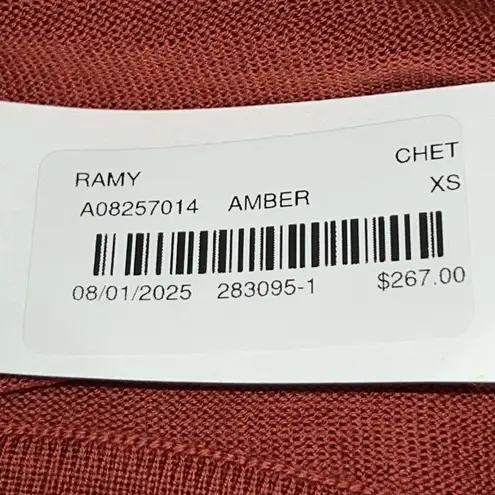 RAMY CHET
A08257014 AMBER XS
08/01/2025 283095-1 $267.00